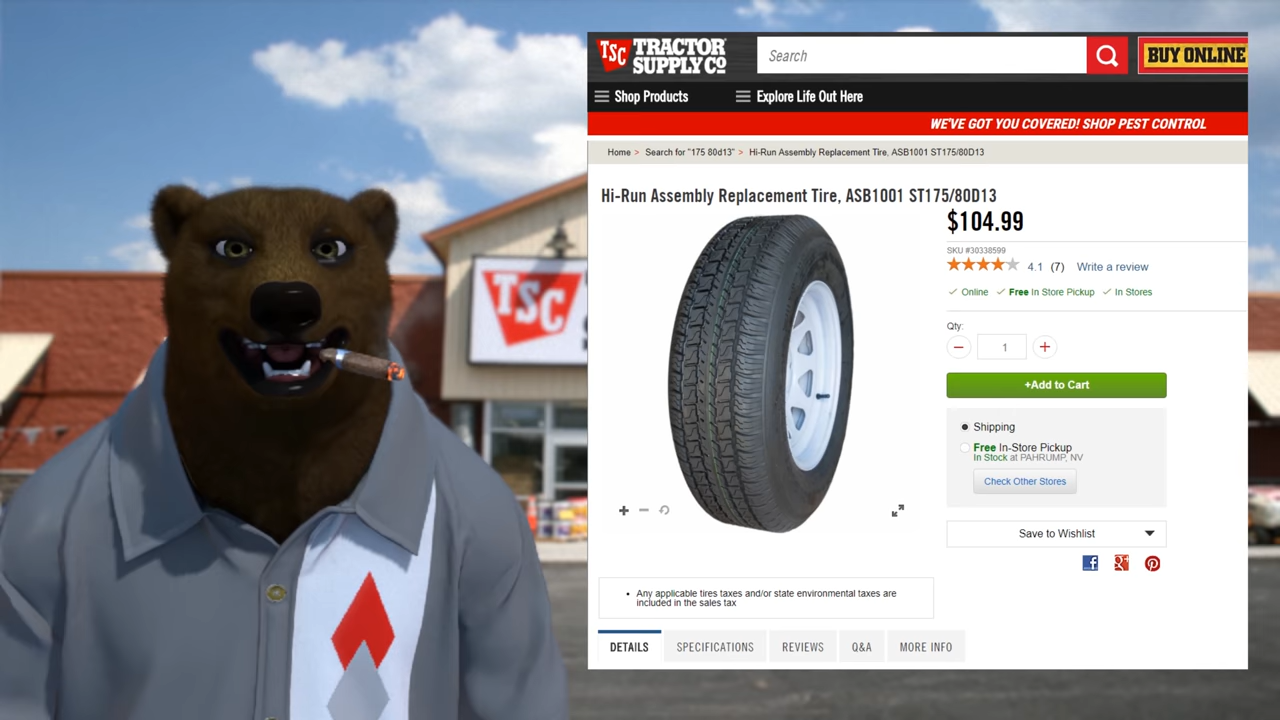 TSC TRACTOR SUPPLY CO
Search
BUY ONLINE
Shop Products
Explore Life Out Here
WE'VE GOT YOU COVERED! SHOP PEST CONTROL
Home > Search for "175 80d13" > Hi-Run Assembly Replacement Tire, ASB1001 ST175/80D13
Hi-Run Assembly Replacement Tire, ASB1001 ST175/80D13
$104.99
SKU #30338599
4.1 (7) Write a review
Online Free In Store Pickup In Stores
Qty:
1
+Add to Cart
Shipping
Free In-Store Pickup
In Stock at PAHRUMP, NV
Check Other Stores
Save to Wishlist
• Any applicable tires taxes and/or state environmental taxes are
included in the sales tax
DETAILS SPECIFICATIONS REVIEWS Q&A MORE INFO
TSC